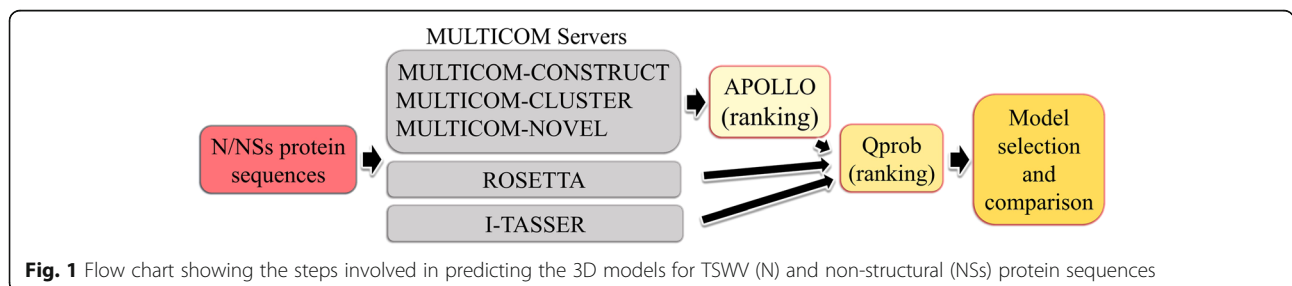 MULTICOM Servers
MULTICOM-CONSTRUCT
MULTICOM-CLUSTER
MULTICOM-NOVEL
N/NSs protein
sequences
ROSETTA
I-TASSER
APOLLO
(ranking)
Qprob
(ranking)
Model
selection
and
comparison
Fig. 1 Flow chart showing the steps involved in predicting the 3D models for TSWV (N) and non-structural (NSs) protein sequences